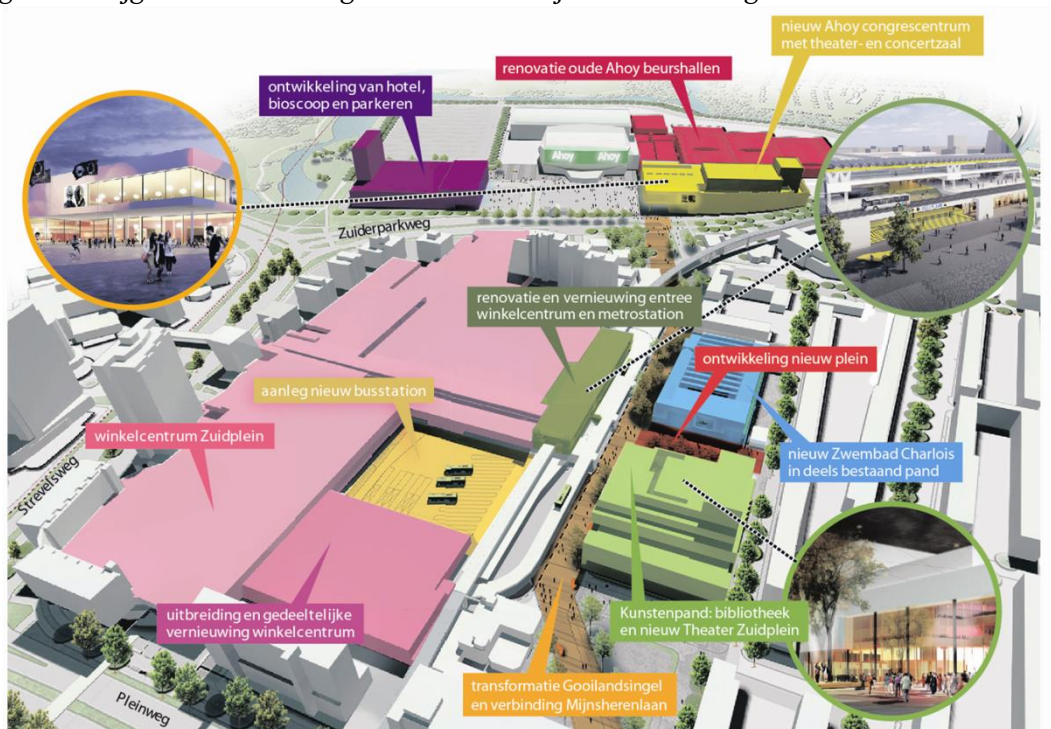 nieuw Ahoy congrescentrum
met theater- en concertzaal
renovatie oude Ahoy beurshallen
ontwikkeling van hotel,
bioscoop en parkeren
Ahoy Ahoy
Zuiderparkweg
renovatie en vernieuwing entree
winkelcentrum en metrostation
ontwikkeling nieuw plein
aanleg nieuw busstation
winkelcentrum Zuidplein
nieuw Zwembad Charlois
in deels bestaand pand
Strevelsweg
uitbreiding en gedeeltelijke
vernieuwing winkelcentrum
Kunstenpand: bibliotheek
en nieuw Theater Zuidplein
transformatie Gooilandsingel
en verbinding Mijnsherenlaan
Pleinweg